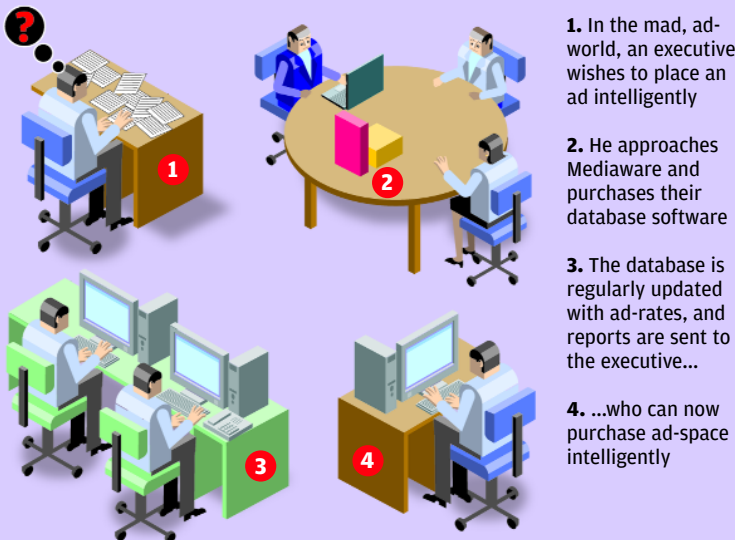 ?
1
2
3
4
1. In the mad, ad-
world, an executive
wishes to place an
ad intelligently
2. He approaches
Mediaware and
purchases their
database software
3. The database is
regularly updated
with ad-rates, and
reports are sent to
the executive...
4. ...who can now
purchase ad-space
intelligently